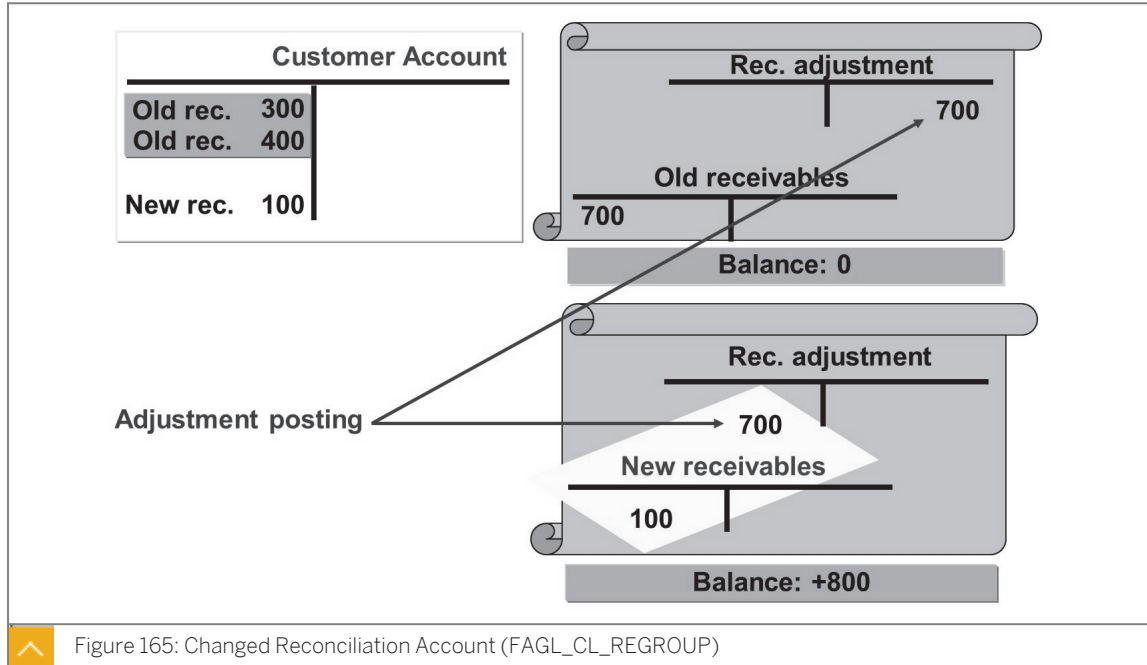 Customer Account
Old rec. 300
Old rec. 400
New rec. 100
Rec. adjustment
700
Old receivables
700
Balance: 0
Adjustment posting
Rec. adjustment
700
New receivables
100
Balance: +800
Figure 165: Changed Reconciliation Account (FAGL_CL_REGROUP)